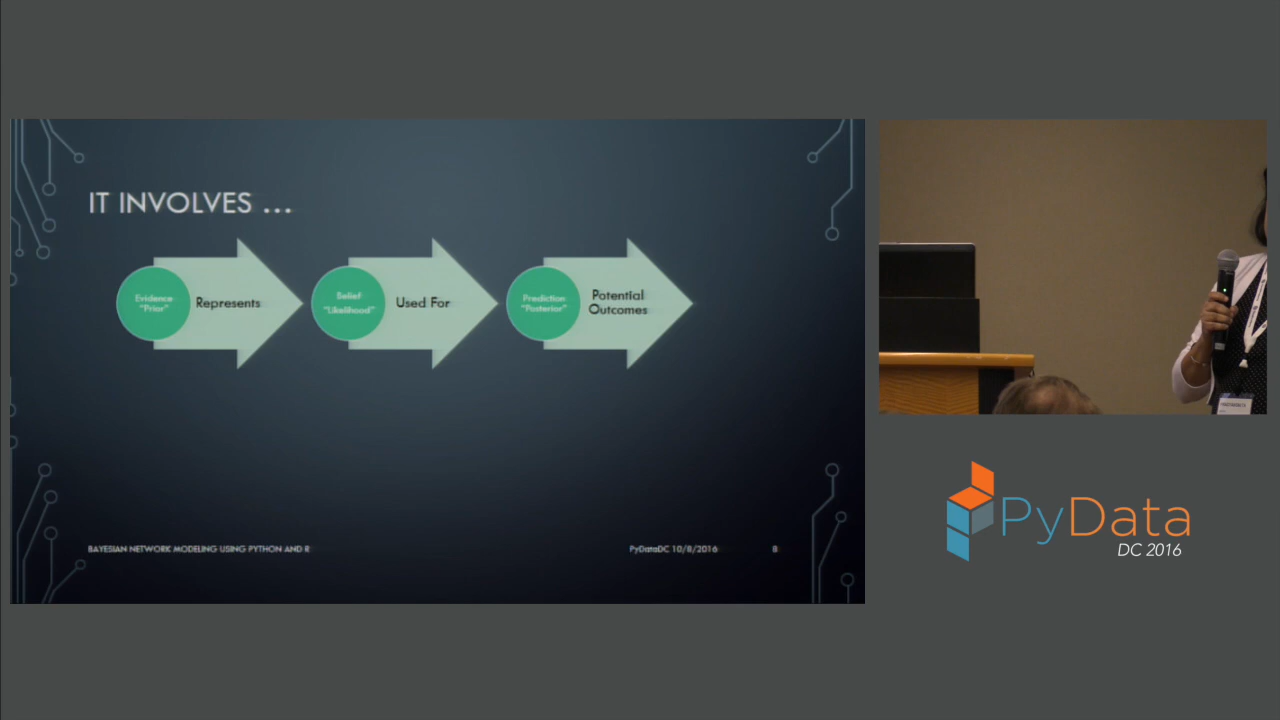 IT INVOLVES ...
Evidence
"Prior"
Represents
Belief
"Likelihood"
Used For
Prediction
"Posterior"
Potential
Outcomes
BAYESIAN NETWORK MODELING USING PYTHON AND R
PyDataDC 10/8/2016
8
PyData
DC 2016